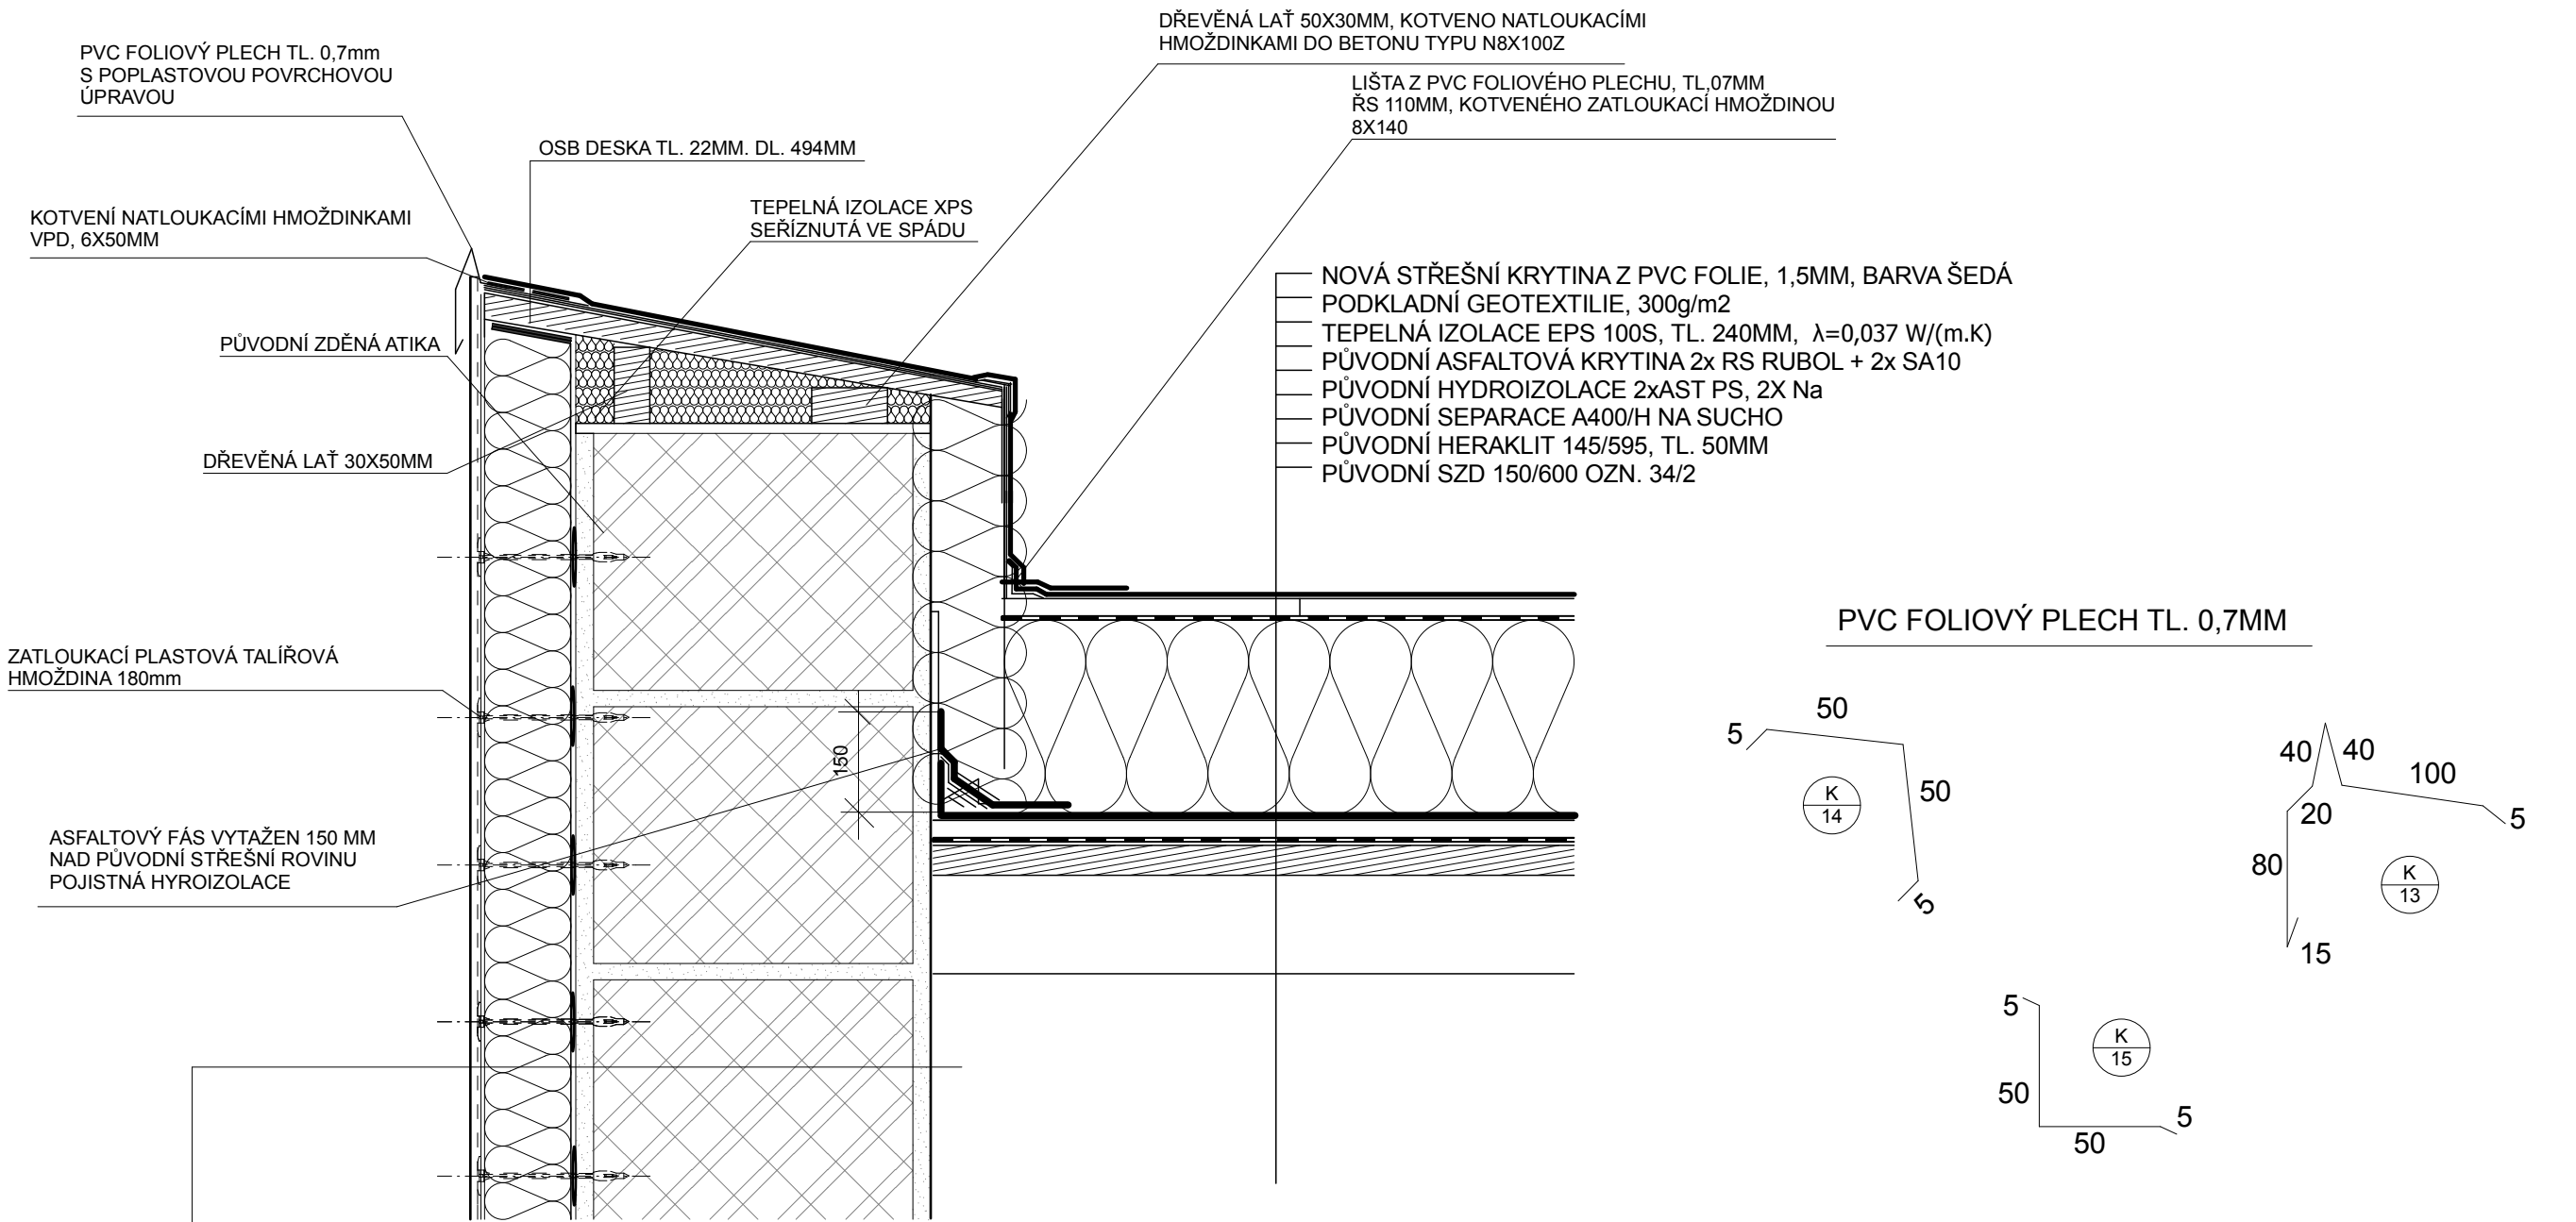 DŘEVĚNÁ LAŤ 50X30MM, KOTVENO NATLOUKACÍMI
HMOŽDINKAMI DO BETONU TYPU N8X100Z
PVC FOLIOVÝ PLECH TL. 0,7mm
S POPLASTOVOU POVRCHOVOU
ÚPRAVOU
LIŠTA Z PVC FOLIOVÉHO PLECHU, TL,07MM
ŘS 110MM, KOTVENÉHO ZATLOUKACÍ HMOŽDINOU
8X140
OSB DESKA TL. 22MM. DL. 494MM
KOTVENÍ NATLOUKACÍMI HMOŽDINKAMI
VPD, 6X50MM
TEPELNÁ IZOLACE XPS
SEŘÍZNUTÁ VE SPÁDU
NOVÁ STŘEŠNÍ KRYTINA Z PVC FOLIE, 1,5MM, BARVA ŠEDÁ
PODKLADNÍ GEOTEXTILIE, 300g/m2
TEPELNÁ IZOLACE EPS 100S, TL. 240MM, λ=0,037 W/(m.K)
PŮVODNÍ ASFALTOVÁ KRYTINA 2x RS RUBOL + 2x SA10
PŮVODNÍ HYDROIZOLACE 2xAST PS, 2X Na
PŮVODNÍ SEPARACE A400/H NA SUCHO
PŮVODNÍ HERAKLIT 145/595, TL. 50MM
PŮVODNÍ SZD 150/600 OZN. 34/2
PŮVODNÍ ZDĚNÁ ATIKA
DŘEVĚNÁ LAŤ 30X50MM
ZATLOUKACÍ PLASTOVÁ TALÍŘOVÁ
HMOŽDINA 180mm
150
ASFALTOVÝ FÁS VYTAŽEN 150 MM
NAD PŮVODNÍ STŘEŠNÍ ROVINU
POJISTNÁ HYROIZOLACE
PVC FOLIOVÝ PLECH TL. 0,7MM
5
50
50
5
K
14
40
40
100
5
20
80
15
K
13
5
50
50
5
K
15